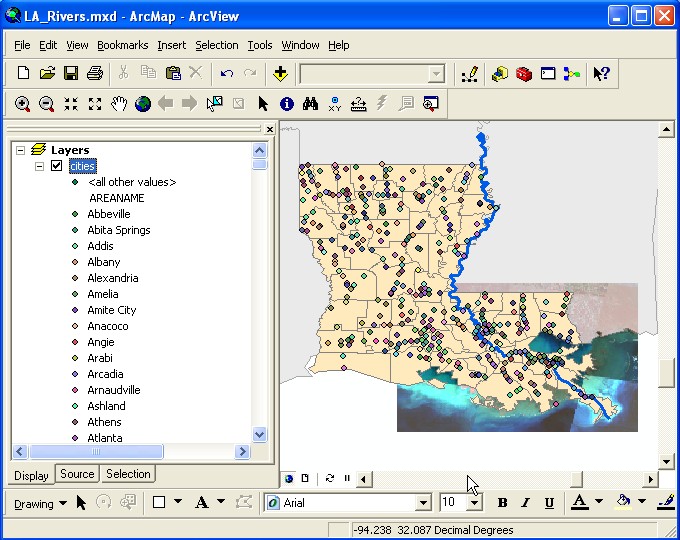 LA_Rivers.mxd - ArcMap - ArcView
File Edit View Bookmarks Insert Selection Tools Window Help
Layers
cities
<all other values>
AREANAME
Abbeville
Abita Springs
Addis
Albany
Alexandria
Amelia
Amite City
Anacoco
Angie
Arabi
Arcadia
Arnaudville
Ashland
Athens
Atlanta
Display Source Selection
Drawing A Arial 10 B I U A
-94.238 32.087 Decimal Degrees